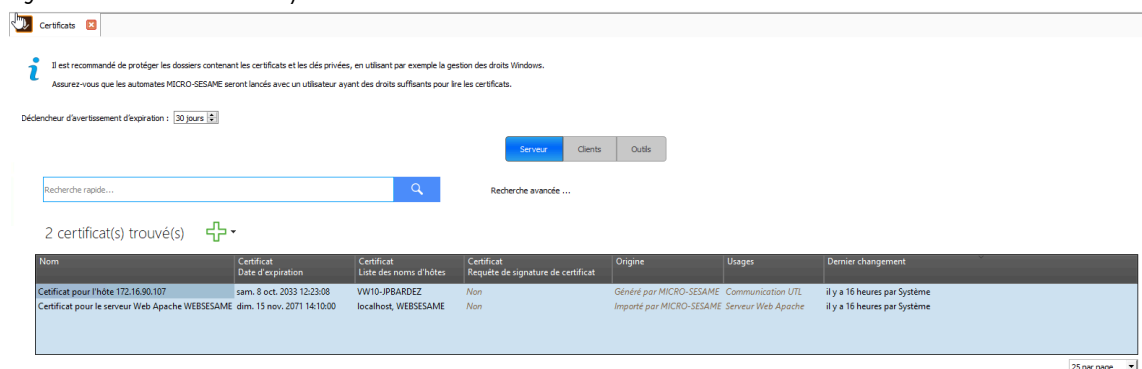 Certificats
Il est recommandé de protéger les dossiers contenant les certificats et les clés privées, en utilisant par exemple la gestion des droits Windows.
Assurez-vous que les automates MICRO-SESAME seront lancés avec un utilisateur ayant des droits suffisants pour lire les certificats.
Déclencheur d'avertissement d'expiration : 30 jours
Serveur Clients Outils
Recherche rapide... Recherche avancée ...
2 certificat(s) trouvé(s)
Nom Certificat Certificat Certificat Origine Usages Dernier changement
Date d'expiration Liste des noms d'hôtes Requête de signature de certificat
Cetificat pour l'hôte 172.16.90.107 sam. 8 oct. 2033 12:23:08 VW10-JPBARDEZ Non Généré par MICRO-SESAME Communication UTL il y a 16 heures par Système
Certificat pour le serveur Web Apache WEBSESAME dim. 15 nov. 2071 14:10:00 localhost, WEBSESAME Non Importé par MICRO-SESAME Serveur Web Apache il y a 16 heures par Système
25 par page